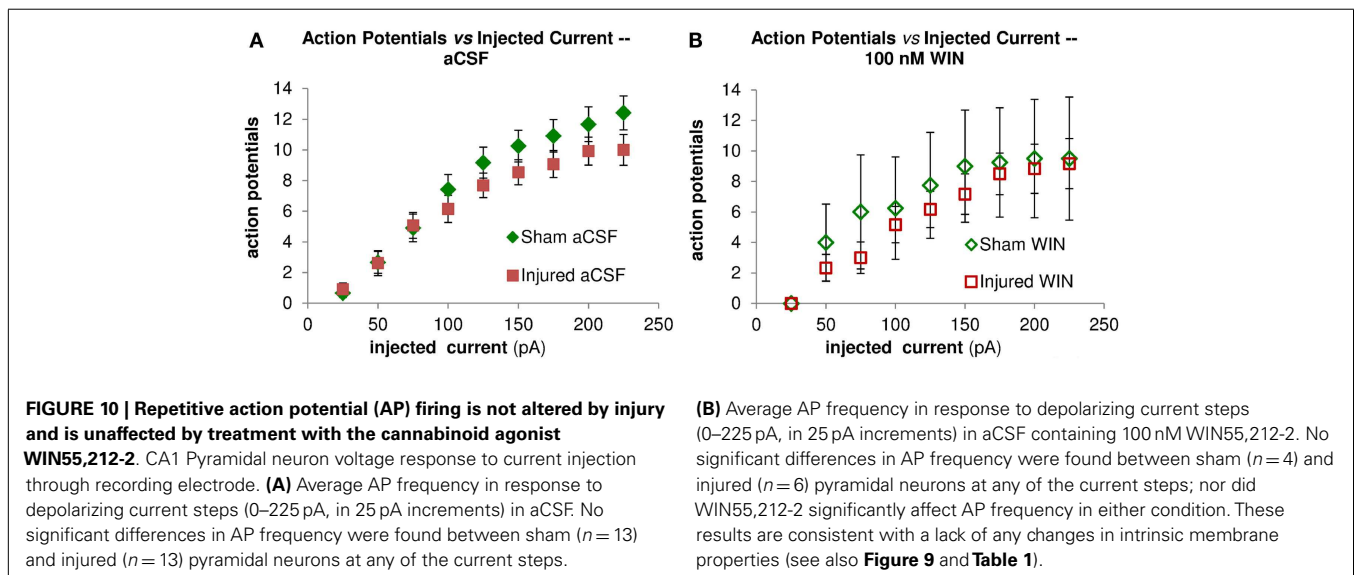 A
Action Potentials vs Injected Current --
aCSF
action potentials
14
12
10
8
6
4
2
0
0
50
100
150
200
250
injected current (pA)
Sham aCSF
Injured aCSF
B
Action Potentials vs Injected Current --
100 nM WIN
action potentials
14
12
10
8
6
4
2
0
0
50
100
150
200
250
injected current (pA)
Sham WIN
Injured WIN
FIGURE 10 | Repetitive action potential (AP) firing is not altered by injury
and is unaffected by treatment with the cannabinoid agonist
WIN55,212-2. CA1 Pyramidal neuron voltage response to current injection
through recording electrode. (A) Average AP frequency in response to
depolarizing current steps (0–225 pA, in 25 pA increments) in aCSF. No
significant differences in AP frequency were found between sham (n = 13)
and injured (n = 13) pyramidal neurons at any of the current steps.
(B) Average AP frequency in response to depolarizing current steps
(0–225 pA, in 25 pA increments) in aCSF containing 100 nM WIN55,212-2. No
significant differences in AP frequency were found between sham (n = 4) and
injured (n = 6) pyramidal neurons at any of the current steps; nor did
WIN55,212-2 significantly affect AP frequency in either condition. These
results are consistent with a lack of any changes in intrinsic membrane
properties (see also Figure 9 and Table 1).